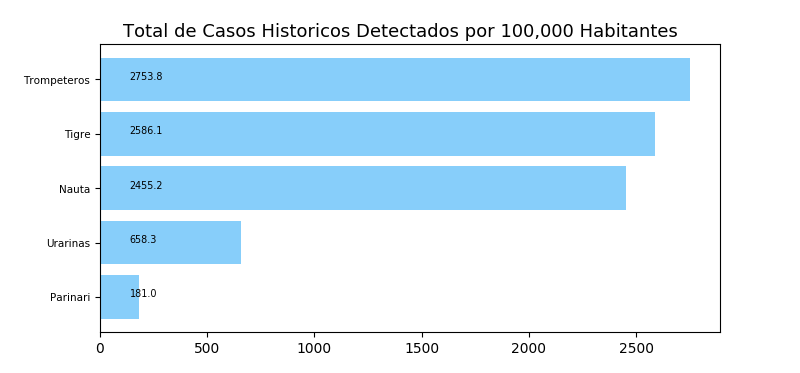 Total de Casos Historicos Detectados por 100,000 Habitantes
Trompeteros 2753.8
Tigre 2586.1
Nauta 2455.2
Urarinas 658.3
Parinari 181.0
0 500 1000 1500 2000 2500